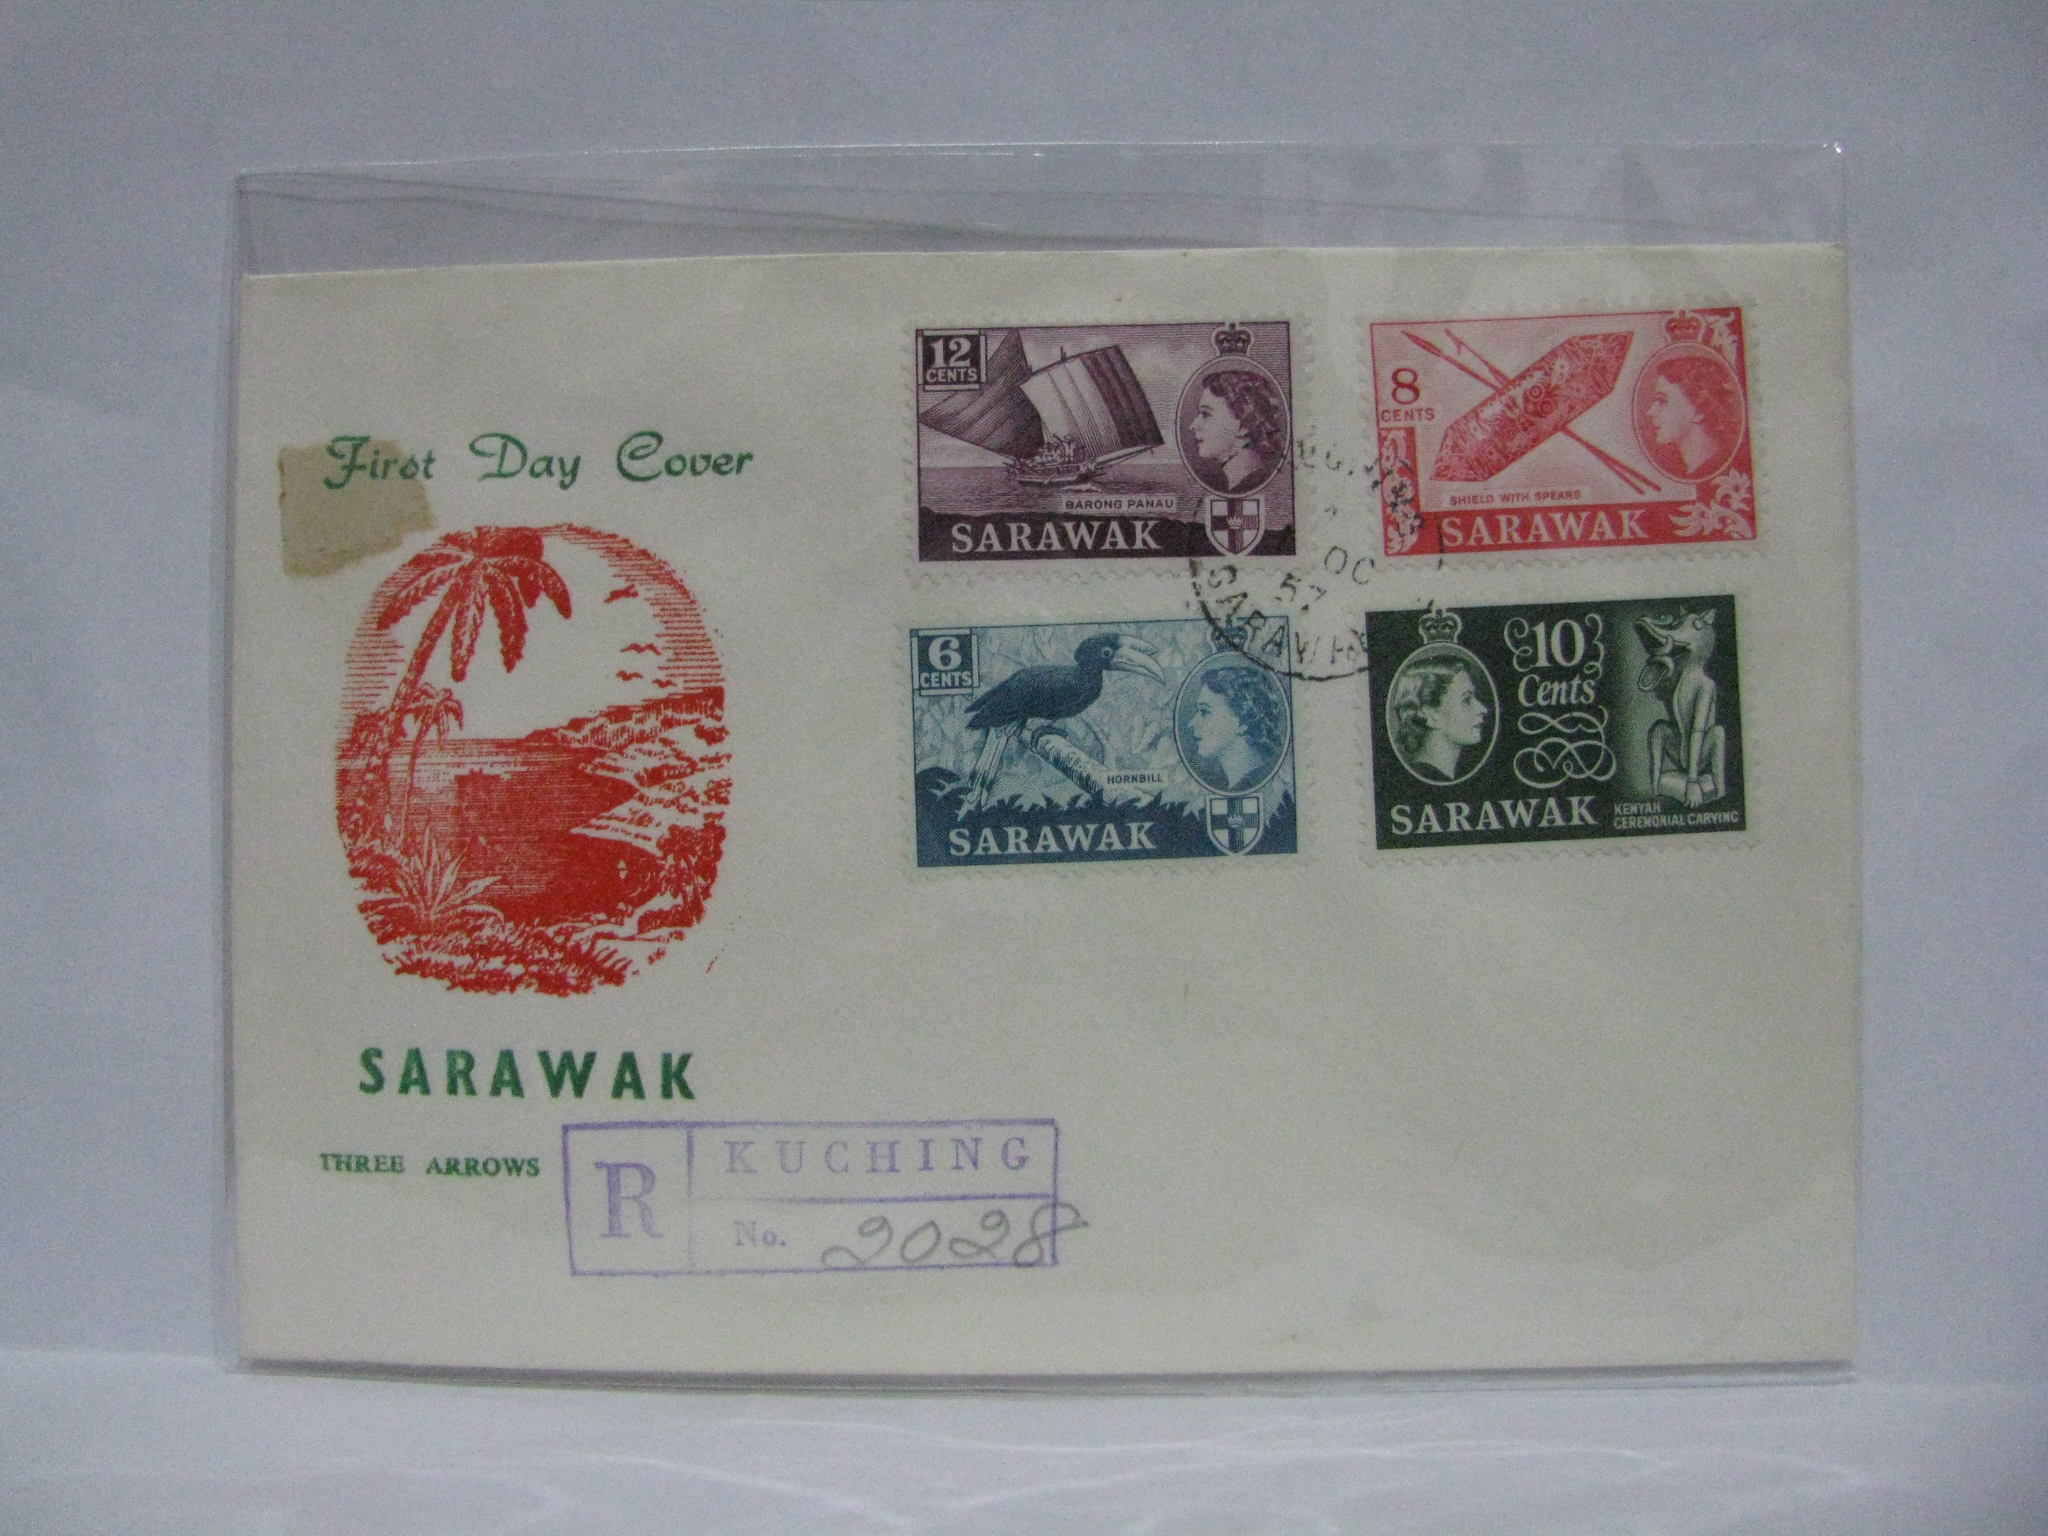 First Day Cover
SARAWAK
THREE ARROWS
R
KUCHING
No. 2028
12
CENTS
BARONG PANAU
SARAWAK
8
CENTS
SHIELD WITH SPEARS
SARAWAK
6
CENTS
HORNBILL
SARAWAK
10
Cents
SARAWAK
KENYAH
CEREMONIAL CARVING
OC
57
SARAWAK